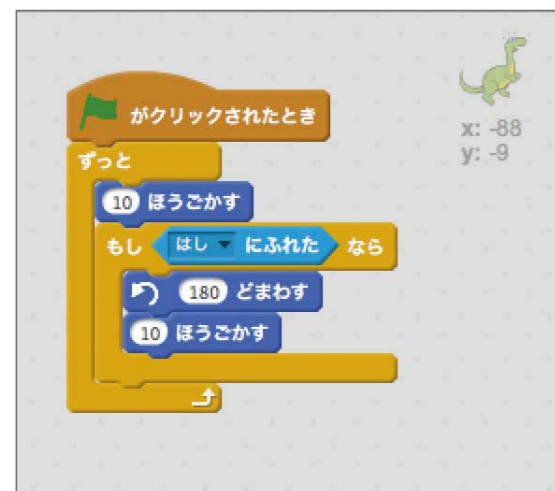 がクリックされたとき
x: -88
y: -9
ずっと
10 ほうごかす
もし はし にふれた なら
180 どまわす
10 ほうごかす